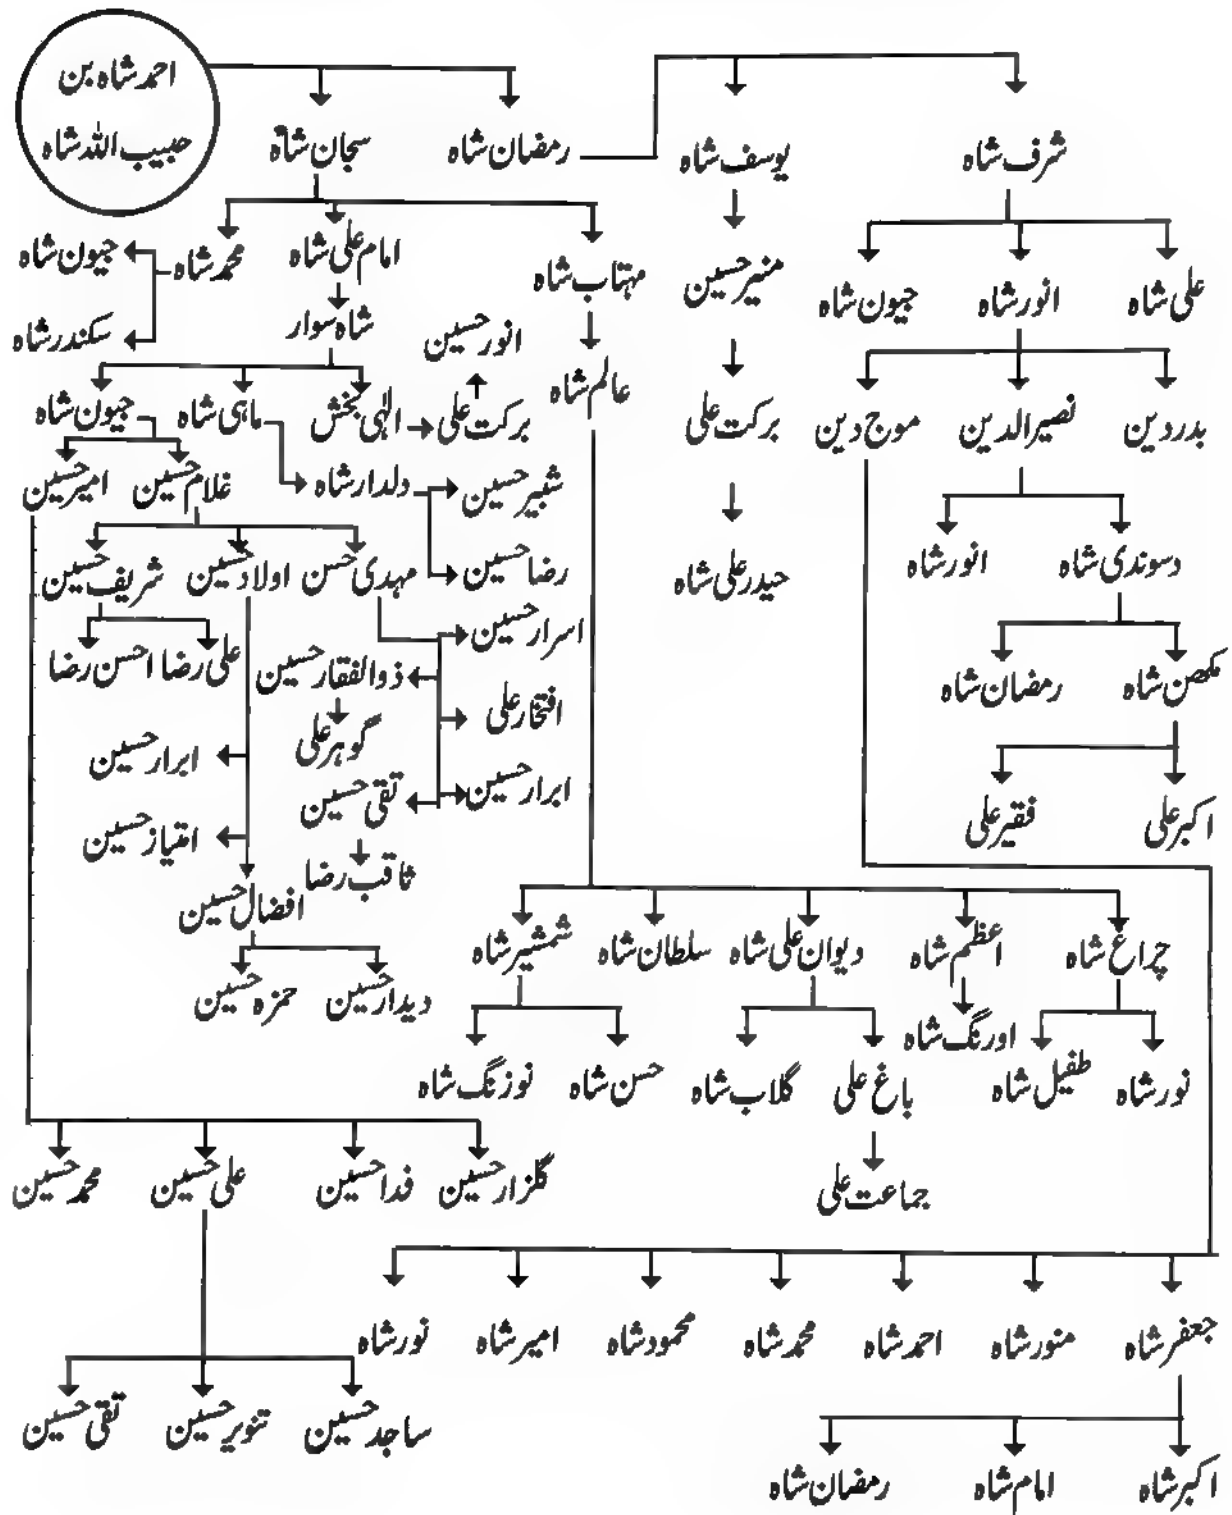 احمد شاہ بن
حبیب اللہ شاہ
شرف شاہ
یوسف شاہ
رمضان شاہ
سبحان شاہ
علی شاہ
انور شاہ
جیون شاہ
منیر حسین
مہتاب شاہ
امام علی شاہ
محمد شاہ
جیون شاہ
سکندر شاہ
شاہ سوار
انور حسین
عالم شاہ
بدر دین
نصیر الدین
موج دین
برکت علی
برکت علی
الٰہی بخش
ماہی شاہ
جیون شاہ
شبیر حسین
دلدار شاہ
غلام حسین
امیر حسین
دسوندی شاہ
انور شاہ
حیدر علی شاہ
رضا حسین
مہدی حسن
اولاد حسین
شریف حسین
اسرار حسین
مکھن شاہ
رمضان شاہ
ذوالفقار حسین
علی رضا
احسن رضا
افتخار علی
گوہر علی
ابرار حسین
اکبر علی
فقیر علی
ابرار حسین
تقی حسین
امتیاز حسین
ثاقب رضا
افضال حسین
چراغ شاہ
اعظم شاہ
دیوان علی شاہ
سلطان شاہ
شمشیر شاہ
دیدار حسین
حمزہ حسین
نور شاہ
طفیل شاہ
اورنگ شاہ
باغ علی
گلاب شاہ
حسن شاہ
نوزنگ شاہ
جماعت علی
گلزار حسین
فدا حسین
علی حسین
محمد حسین
جعفر شاہ
منور شاہ
احمد شاہ
محمد شاہ
محمود شاہ
امیر شاہ
نور شاہ
ساجد حسین
تنویر حسین
تقی حسین
اکبر شاہ
امام شاہ
رمضان شاہ